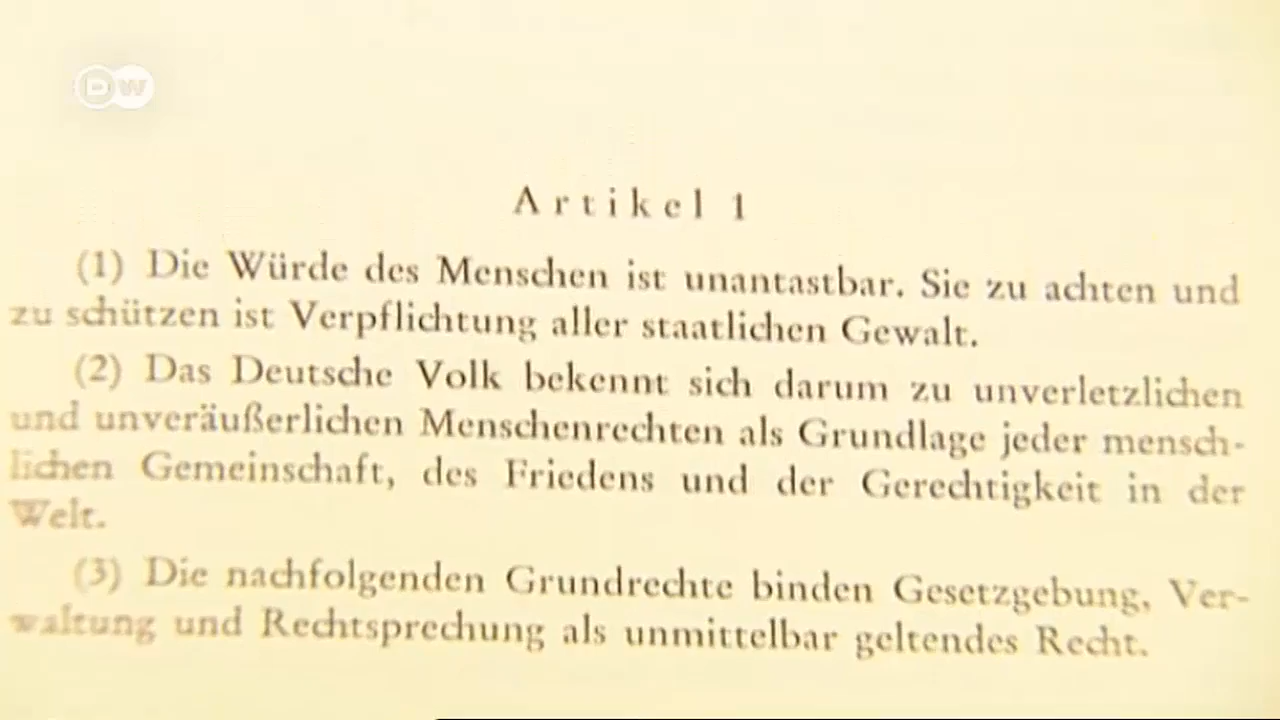 DW
Artikel 1
(1) Die Würde des Menschen ist unantastbar. Sie zu achten und
zu schützen ist Verpflichtung aller staatlichen Gewalt.
(2) Das Deutsche Volk bekennt sich darum zu unverletzlichen
und unveräußerlichen Menschenrechten als Grundlage jeder mensch-
lichen Gemeinschaft, des Friedens und der Gerechtigkeit in der
Welt.
(3) Die nachfolgenden Grundrechte binden Gesetzgebung, Ver-
waltung und Rechtsprechung als unmittelbar geltendes Recht.